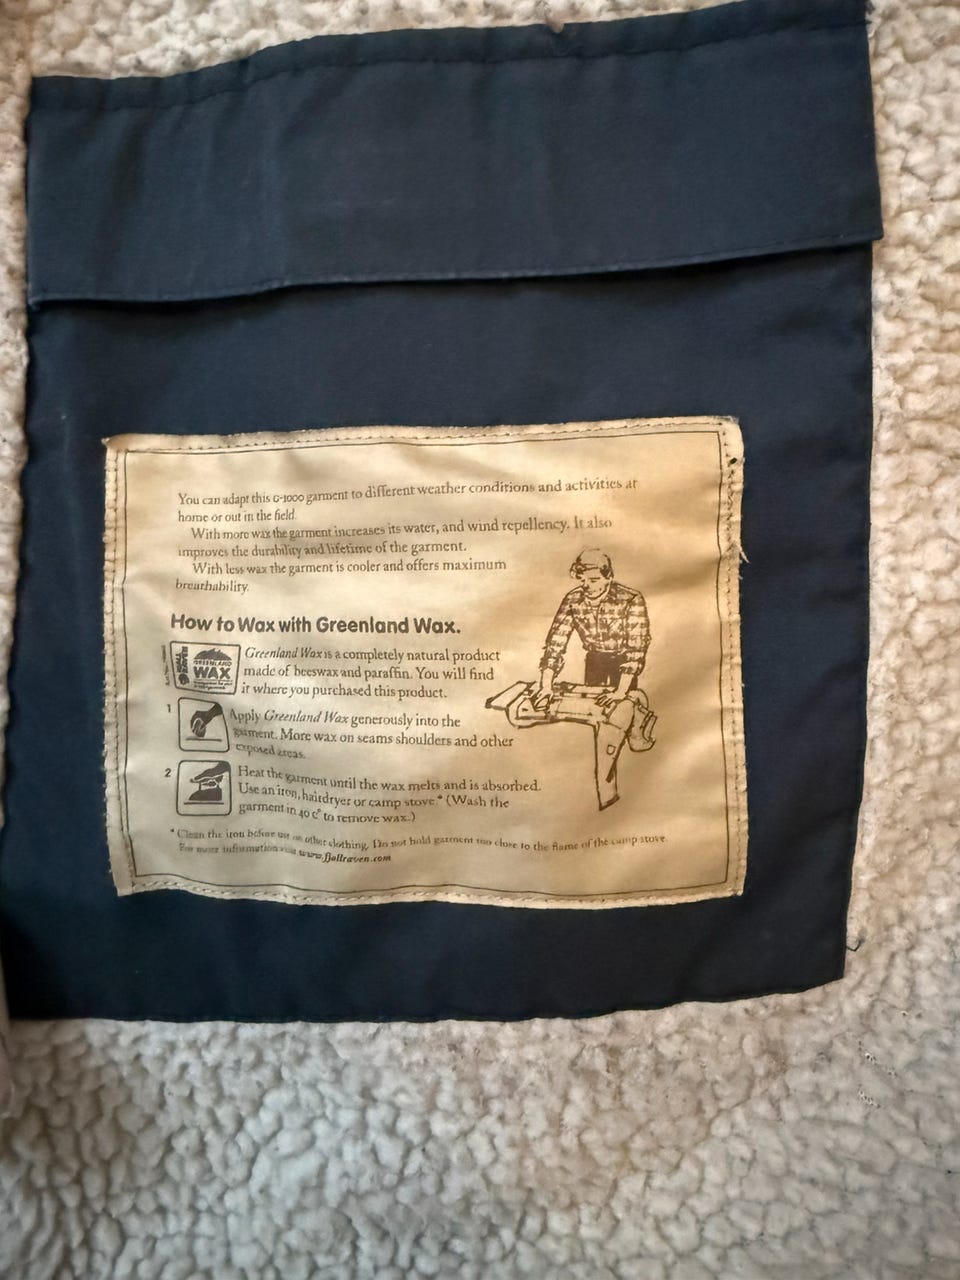 You can adapt this G-1000 garment to different weather conditions and activities at
home or out in the field.
With more wax the garment increases its water, and wind repellency. It also
improves the durability and lifetime of the garment.
With less wax the garment is cooler and offers maximum
breathability.
How to Wax with Greenland Wax.
GREENLAND
WAX
Greenland Wax is a completely natural product
made of beeswax and paraffin. You will find
it where you purchased this product.
1
Apply Greenland Wax generously into the
garment. More wax on seams shoulders and other
exposed areas.
2
Heat the garment until the wax melts and is absorbed.
Use an iron, hairdryer or camp stove.* (Wash the
garment in 40 c° to remove wax.)
* Clean the iron before use on other clothing. Do not hold garment too close to the flame of the camp stove.
For more information visit www.fjallraven.com